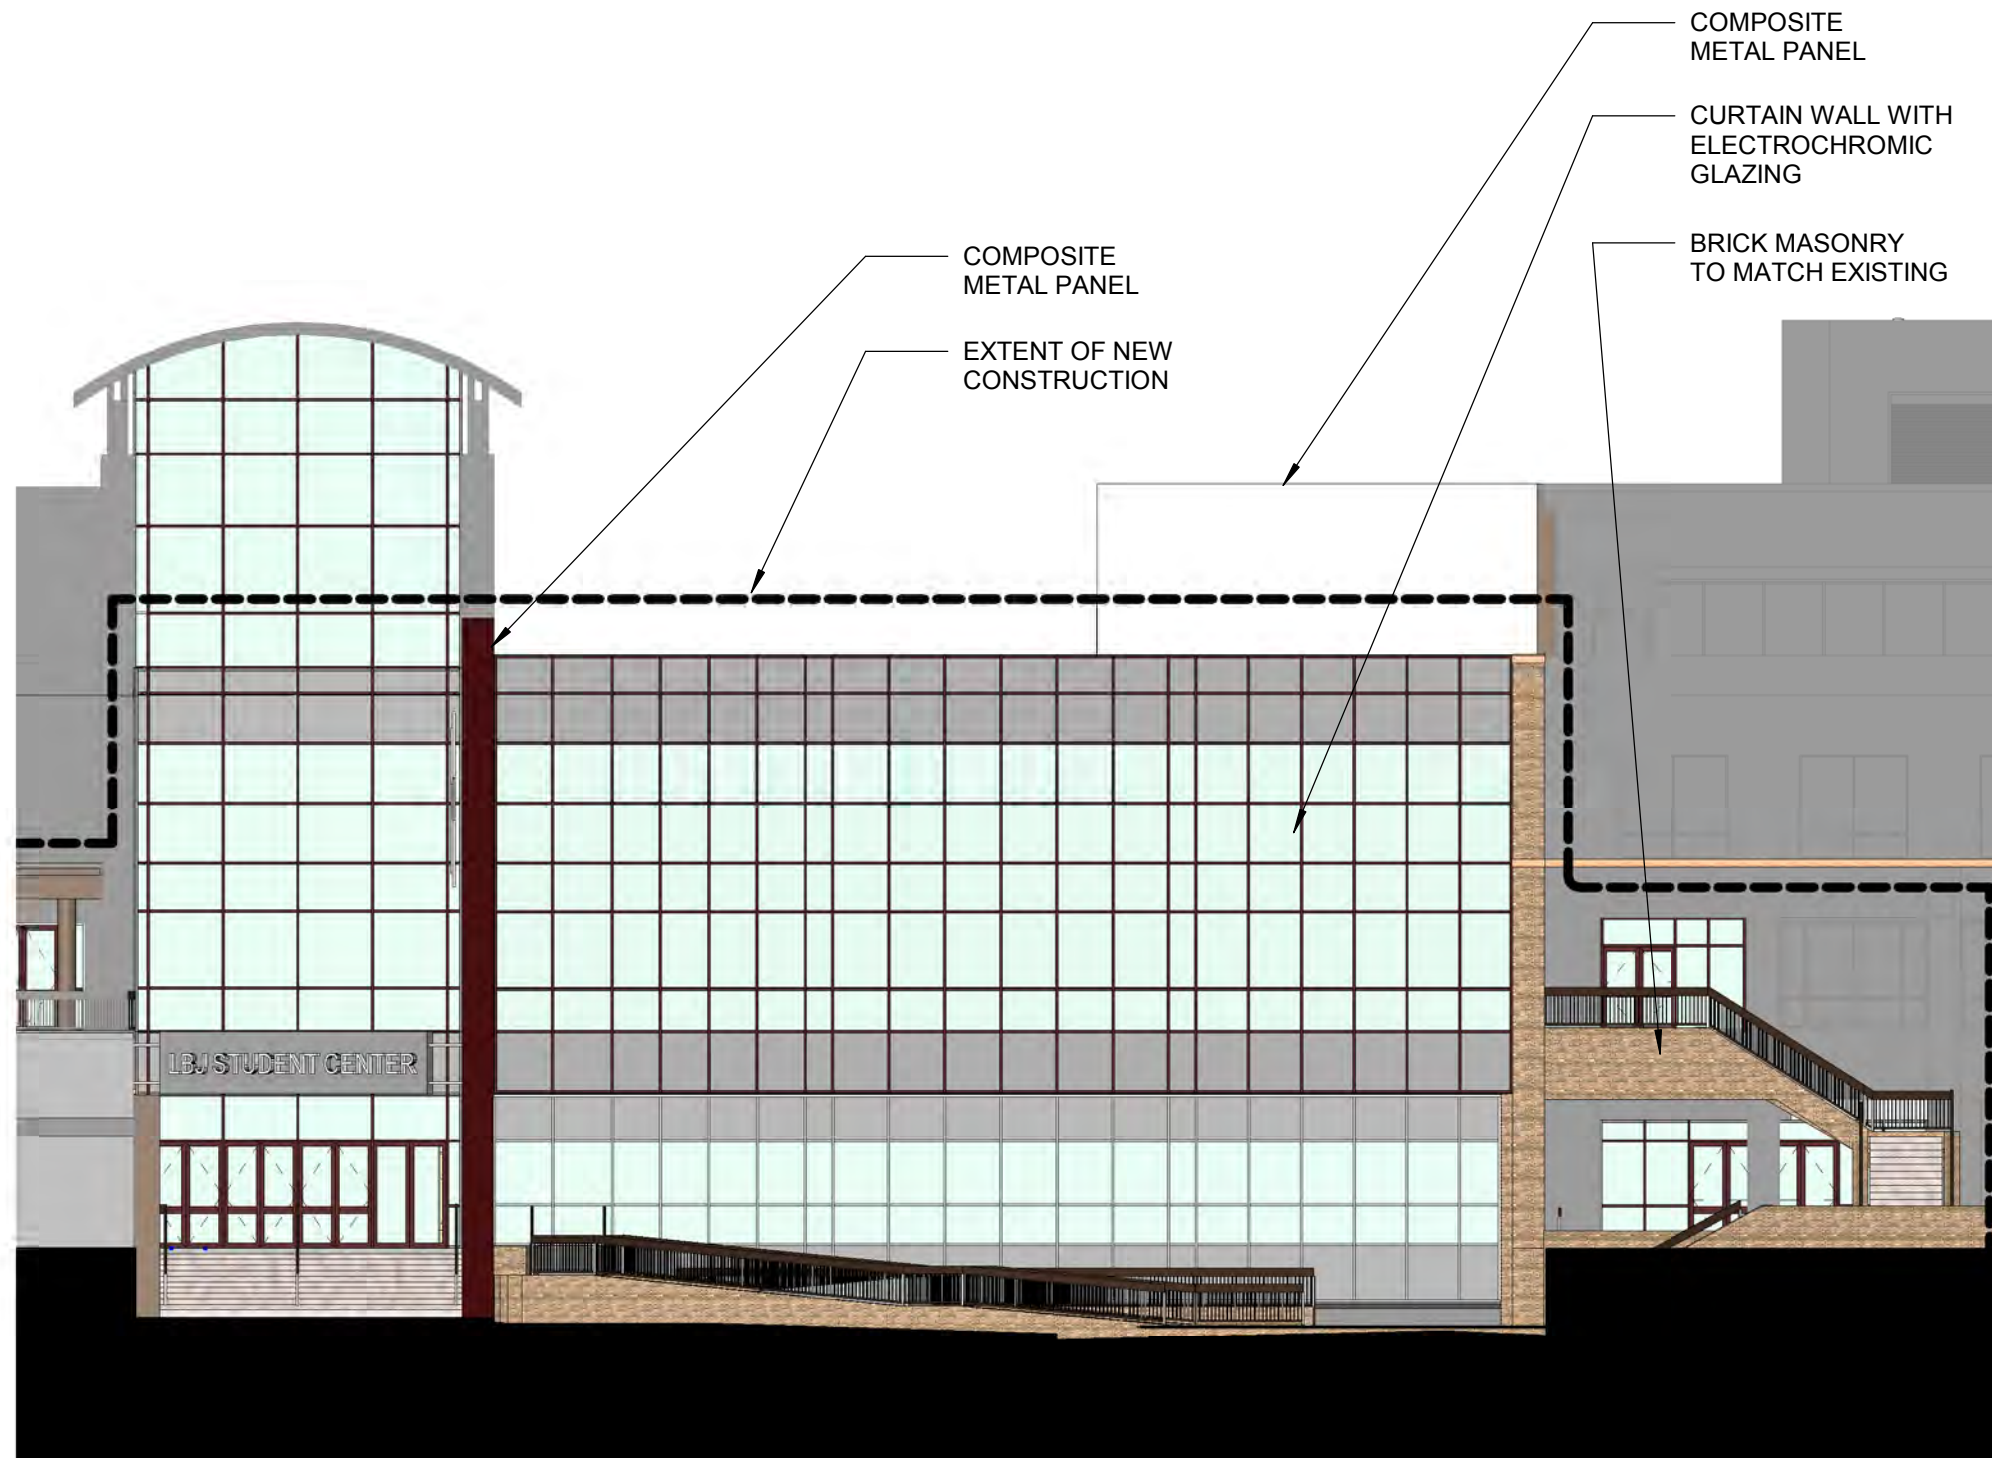 COMPOSITE
METAL PANEL
CURTAIN WALL WITH
ELECTROCHROMIC
GLAZING
BRICK MASONRY
TO MATCH EXISTING
COMPOSITE
METAL PANEL
EXTENT OF NEW
CONSTRUCTION
LBJ STUDENT CENTER